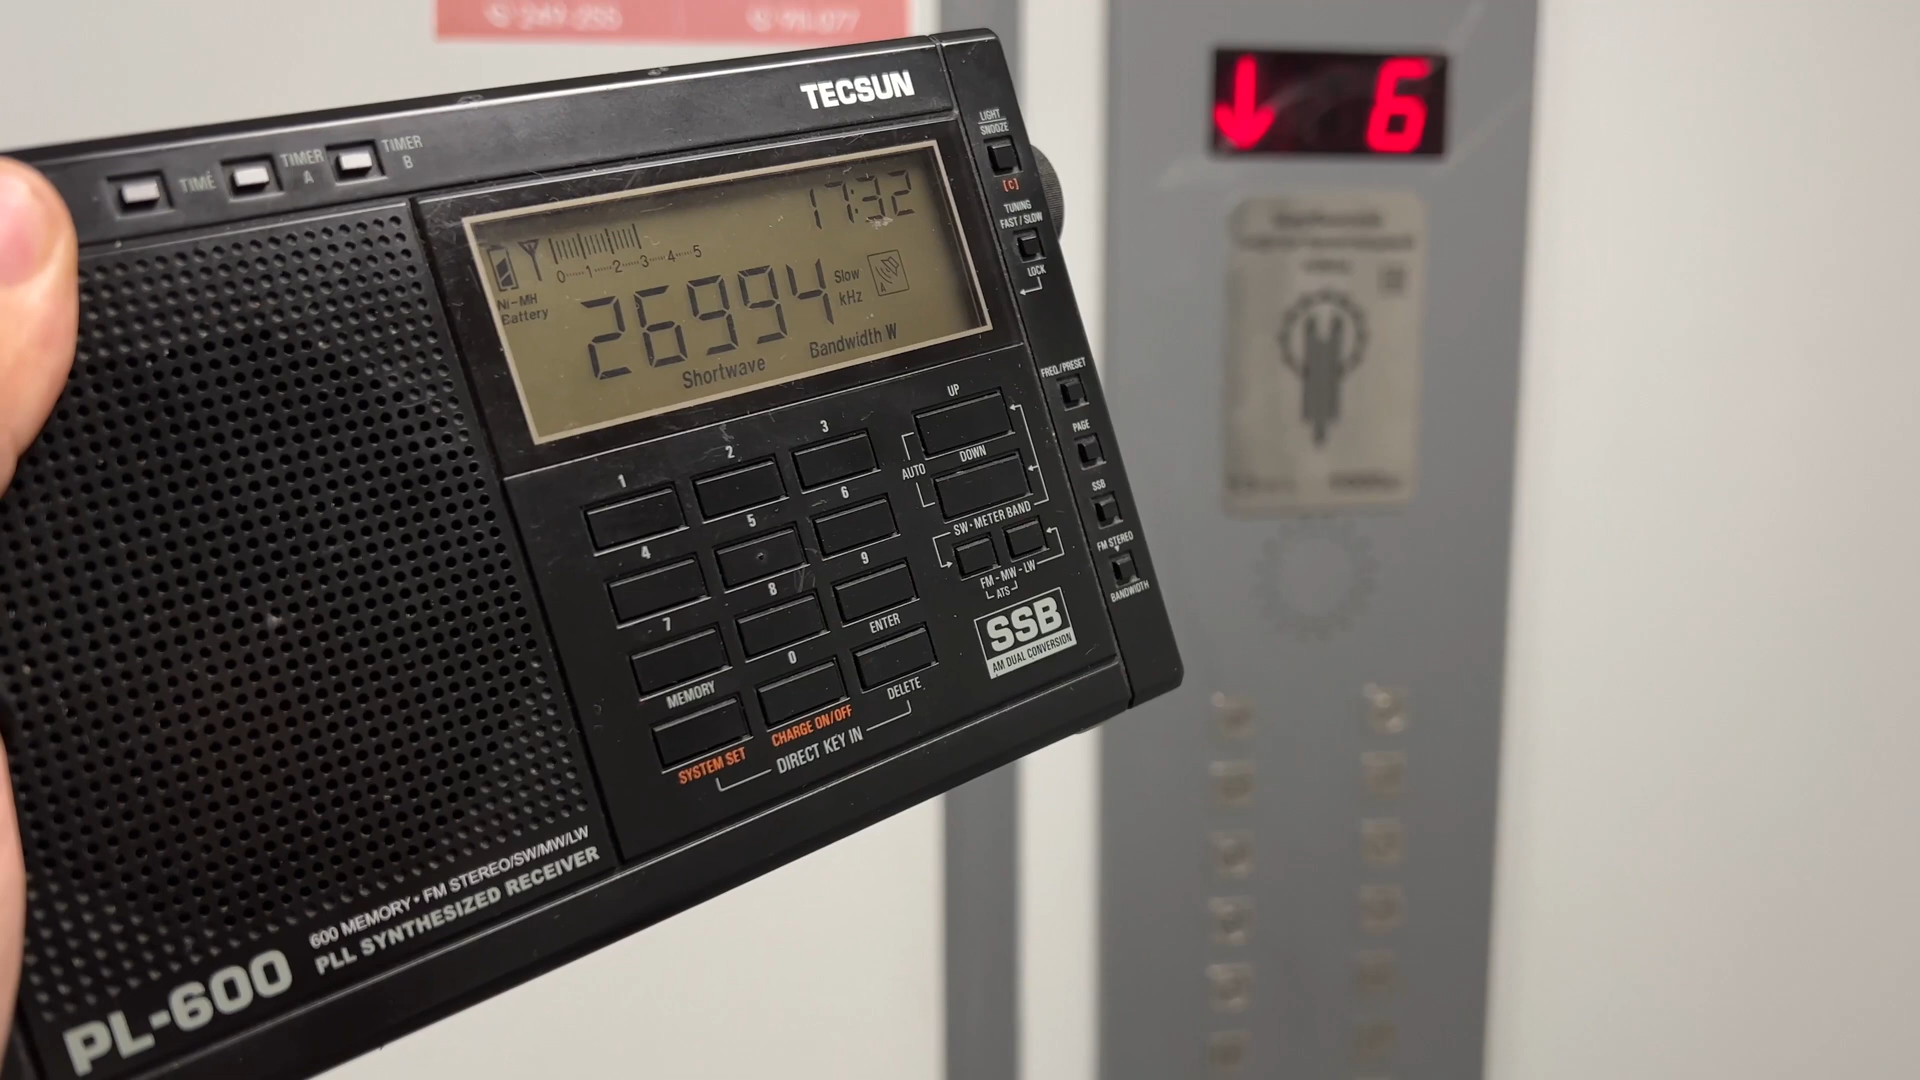 249-255
911-077
↓ 6
TECSUN
TIME
TIMER
A
TIMER
B
LIGHT
SNOOZE
[C]
TUNING
FAST / SLOW
LOCK
17:32
0 1 2 3 4 5
Ni-MH
Battery
26994
Slow
kHz
A
Shortwave
Bandwidth W
FREQ./PRESET
PAGE
SSB
FM STEREO
BANDWIDTH
1
2
3
4
5
6
7
8
9
MEMORY
0
ENTER
SYSTEM SET
CHARGE ON/OFF
DELETE
DIRECT KEY IN
UP
AUTO
DOWN
SW • METER BAND
FM - MW - LW
ATS
SSB
AM DUAL CONVERSION
600 MEMORY • FM STEREO/SW/MW/LW
PLL SYNTHESIZED RECEIVER
PL-600